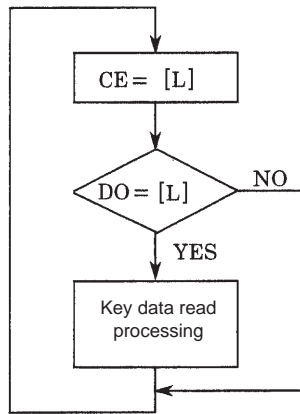 CE = [L]
DO = [L]
NO
YES
Key data read
processing